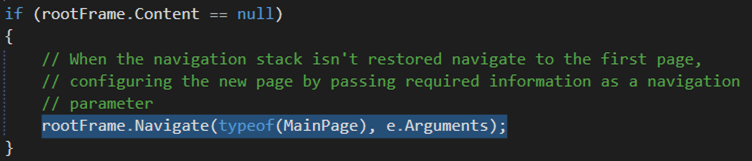 if (rootFrame.Content == null)
{
// When the navigation stack isn't restored navigate to the first page,
// configuring the new page by passing required information as a navigation
// parameter
rootFrame.Navigate(typeof(MainPage), e.Arguments);
}